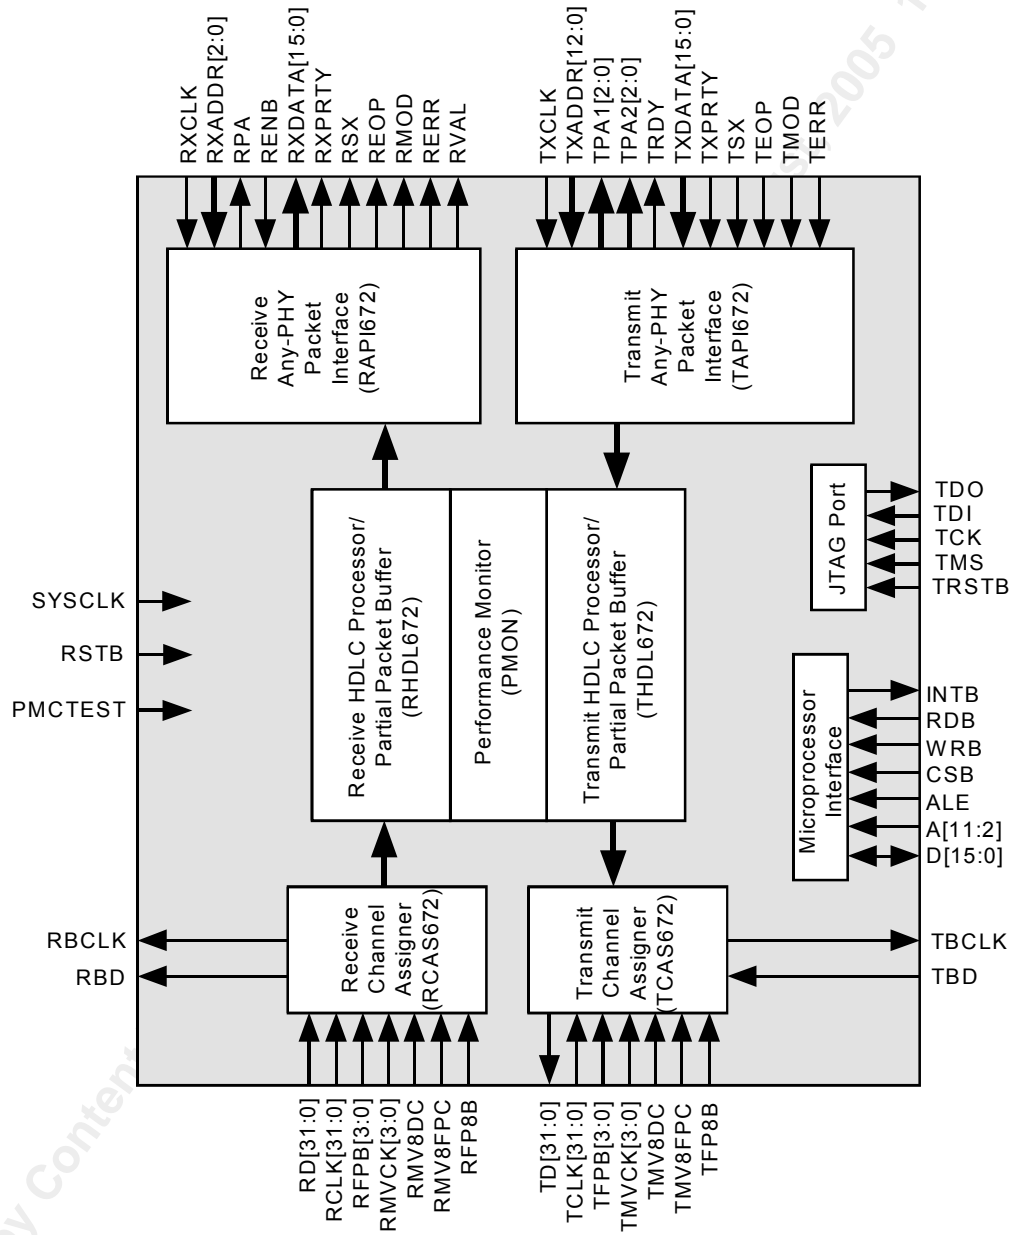 RXCLK
RXADDR[2:0]
RPA
RENB
RXDATA[15:0]
RXPRTY
RSX
REOP
RMOD
RERR
RVAL
TXCLK
TXADDR[12:0]
TPA1[2:0]
TPA2[2:0]
TRDY
TXDATA[15:0]
TXPRTY
TSX
TEOP
TMOD
TERR
Receive
Any-PHY
Packet
Interface
(RAPI672)
Transmit
Any-PHY
Packet
Interface
(TAPI672)
Receive HDLC Processor/
Partial Packet Buffer
(RHDL672)
Performance Monitor
(PMON)
Transmit HDLC Processor/
Partial Packet Buffer
(THDL672)
JTAG Port
TDO
TDI
TCK
TMS
TRSTB
SYSCLK
RSTB
PMCTEST
Microprocessor
Interface
INTB
RDB
WRB
CSB
ALE
A[11:2]
D[15:0]
Receive
Channel
Assigner
(RCAS672)
Transmit
Channel
Assigner
(TCAS672)
RBCLK
RBD
TBCLK
TBD
RD[31:0]
RCLK[31:0]
RFPB[3:0]
RMVCK[3:0]
RMV8DC
RMV8FPC
RFP8B
TD[31:0]
TCLK[31:0]
TFPB[3:0]
TMVCK[3:0]
TMV8DC
TMV8FPC
TFP8B
Content
2005